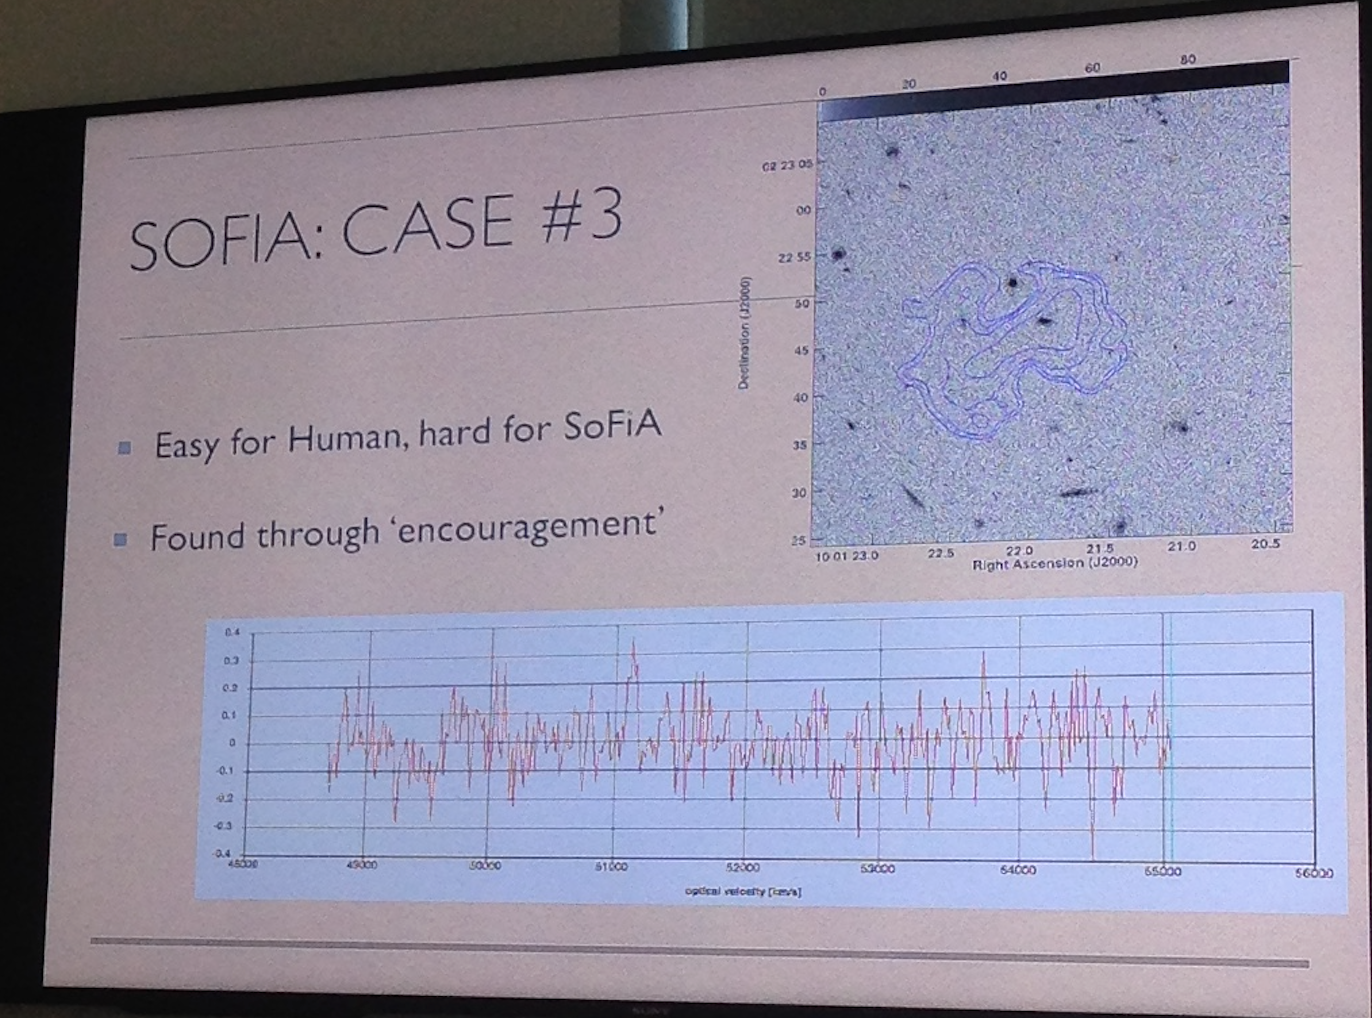 SOFIA: CASE #3
Easy for Human, hard for SoFiA
Found through ‘encouragement’
0 20 40 60 80
02 23 05
00
22 55
50
45
40
35
30
25
Declination (J2000)
10 01 23.0 22.5 22.0 21.5 21.0 20.5
Right Ascension (J2000)
0.4
0.3
0.2
0.1
0
-0.1
-0.2
-0.3
-0.4
48000 49000 50000 51000 52000 53000 54000 55000 56000
optical velocity [km/s]